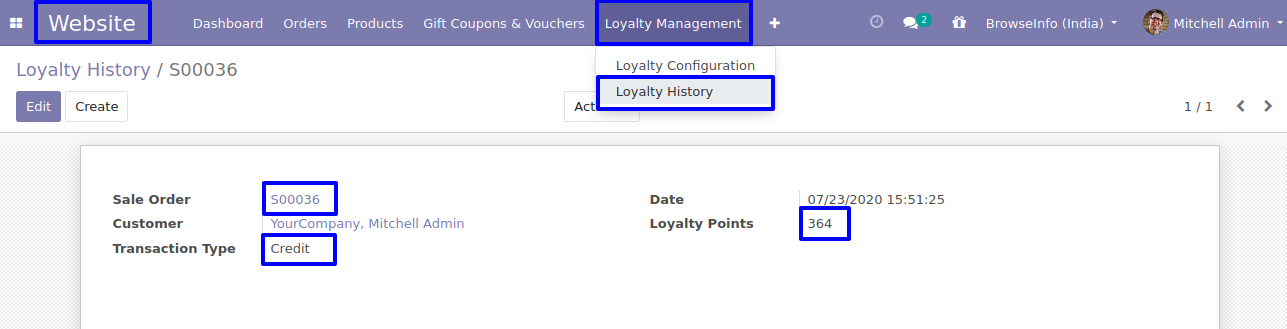 Website Dashboard Orders Products Gift Coupons & Vouchers Loyalty Management 2 BrowseInfo (India) Mitchell Admin
Loyalty History / S00036
Loyalty Configuration
Loyalty History
Edit Create Act 1 / 1
Sale Order S00036 Date 07/23/2020 15:51:25
Customer YourCompany, Mitchell Admin Loyalty Points 364
Transaction Type Credit